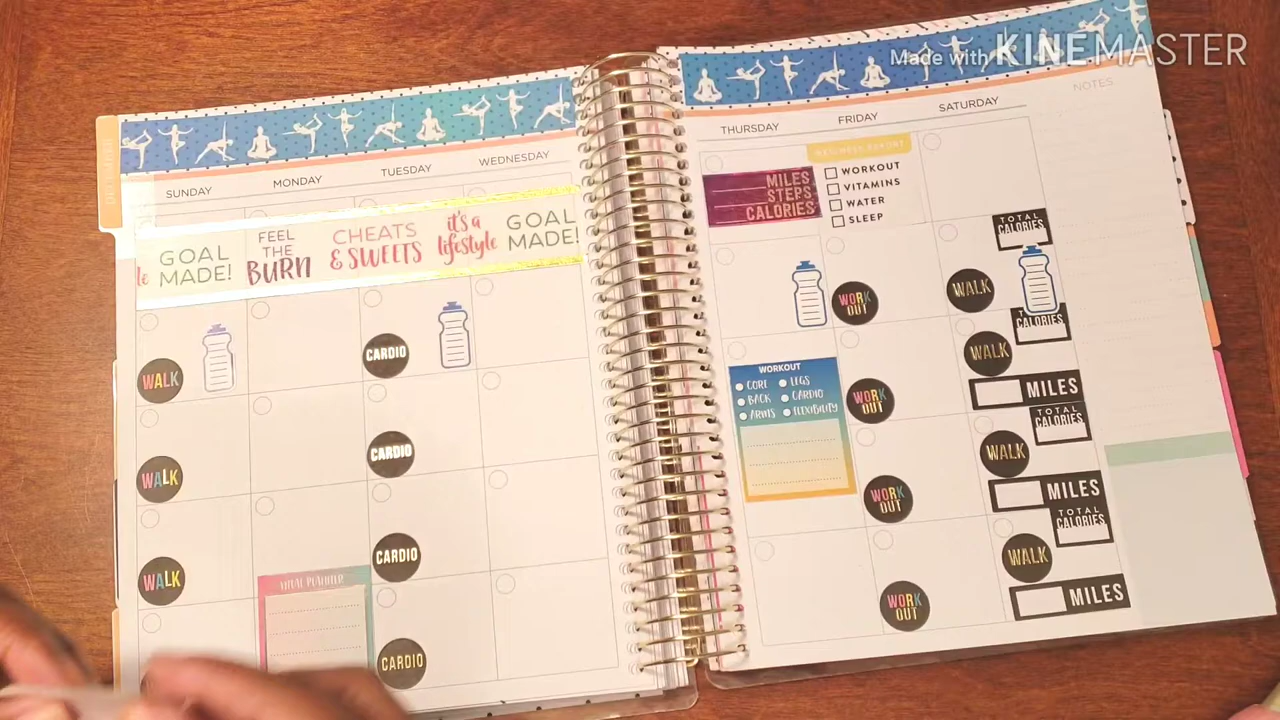 Made with KINEMASTER
SUNDAY
MONDAY
TUESDAY
WEDNESDAY
GOAL
MADE!
FEEL
THE
BURN
CHEATS
& SWEETS
it's a
lifestyle
GOAL
MADE!
WALK
CARDIO
WALK
CARDIO
WALK
CARDIO
MEAL PLANNER
CARDIO
THURSDAY
FRIDAY
SATURDAY
NOTES
MILES
STEPS
CALORIES
WORKOUT
VITAMINS
WATER
SLEEP
TOTAL
CALORIES
WORK
OUT
WALK
CALORIES
WORKOUT
CORE
LEGS
BACK
CARDIO
ARMS
FLEXIBILITY
WORK
OUT
WALK
MILES
TOTAL
CALORIES
WORK
OUT
WALK
MILES
TOTAL
CALORIES
WORK
OUT
WALK
MILES